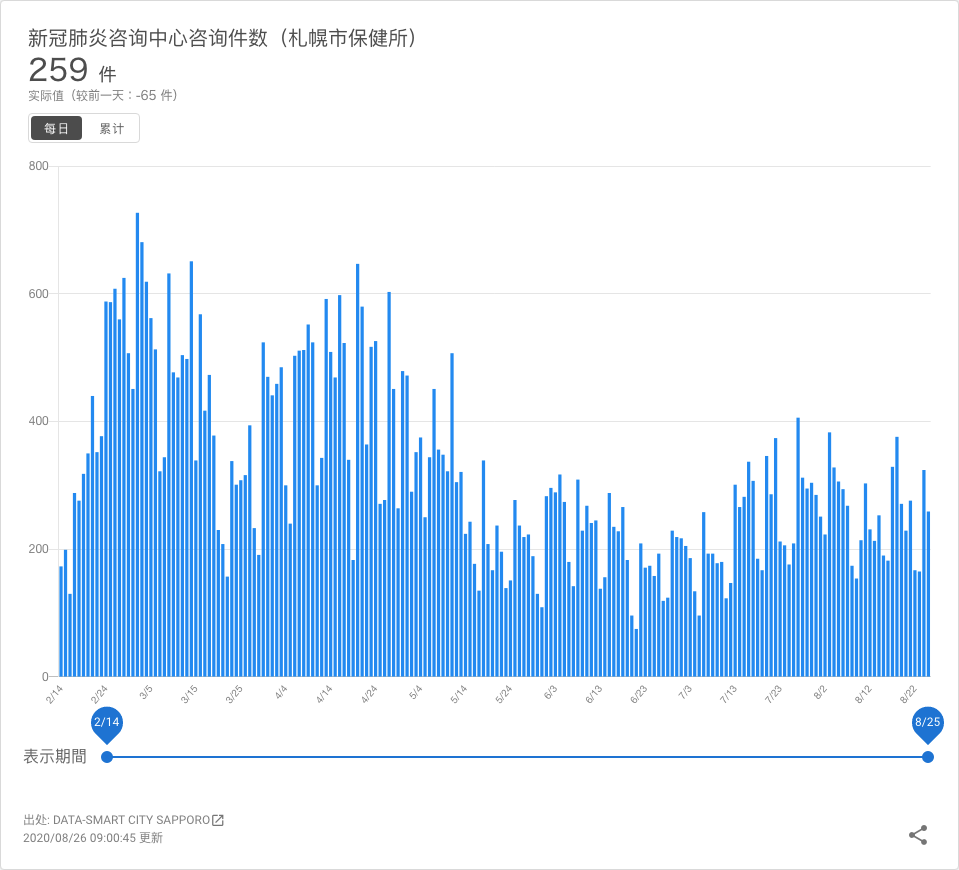 新冠肺炎咨询中心咨询件数（札幌市保健所）
259 件
实际值（较前一天：-65 件）
每日 累计
800
600
400
200
0
2/14 2/24 3/5 3/15 3/25 4/4 4/14 4/24 5/4 5/14 5/24 6/3 6/13 6/23 7/3 7/13 7/23 8/2 8/12 8/22
2/14 8/25
表示期間
出处: DATA-SMART CITY SAPPORO
2020/08/26 09:00:45 更新